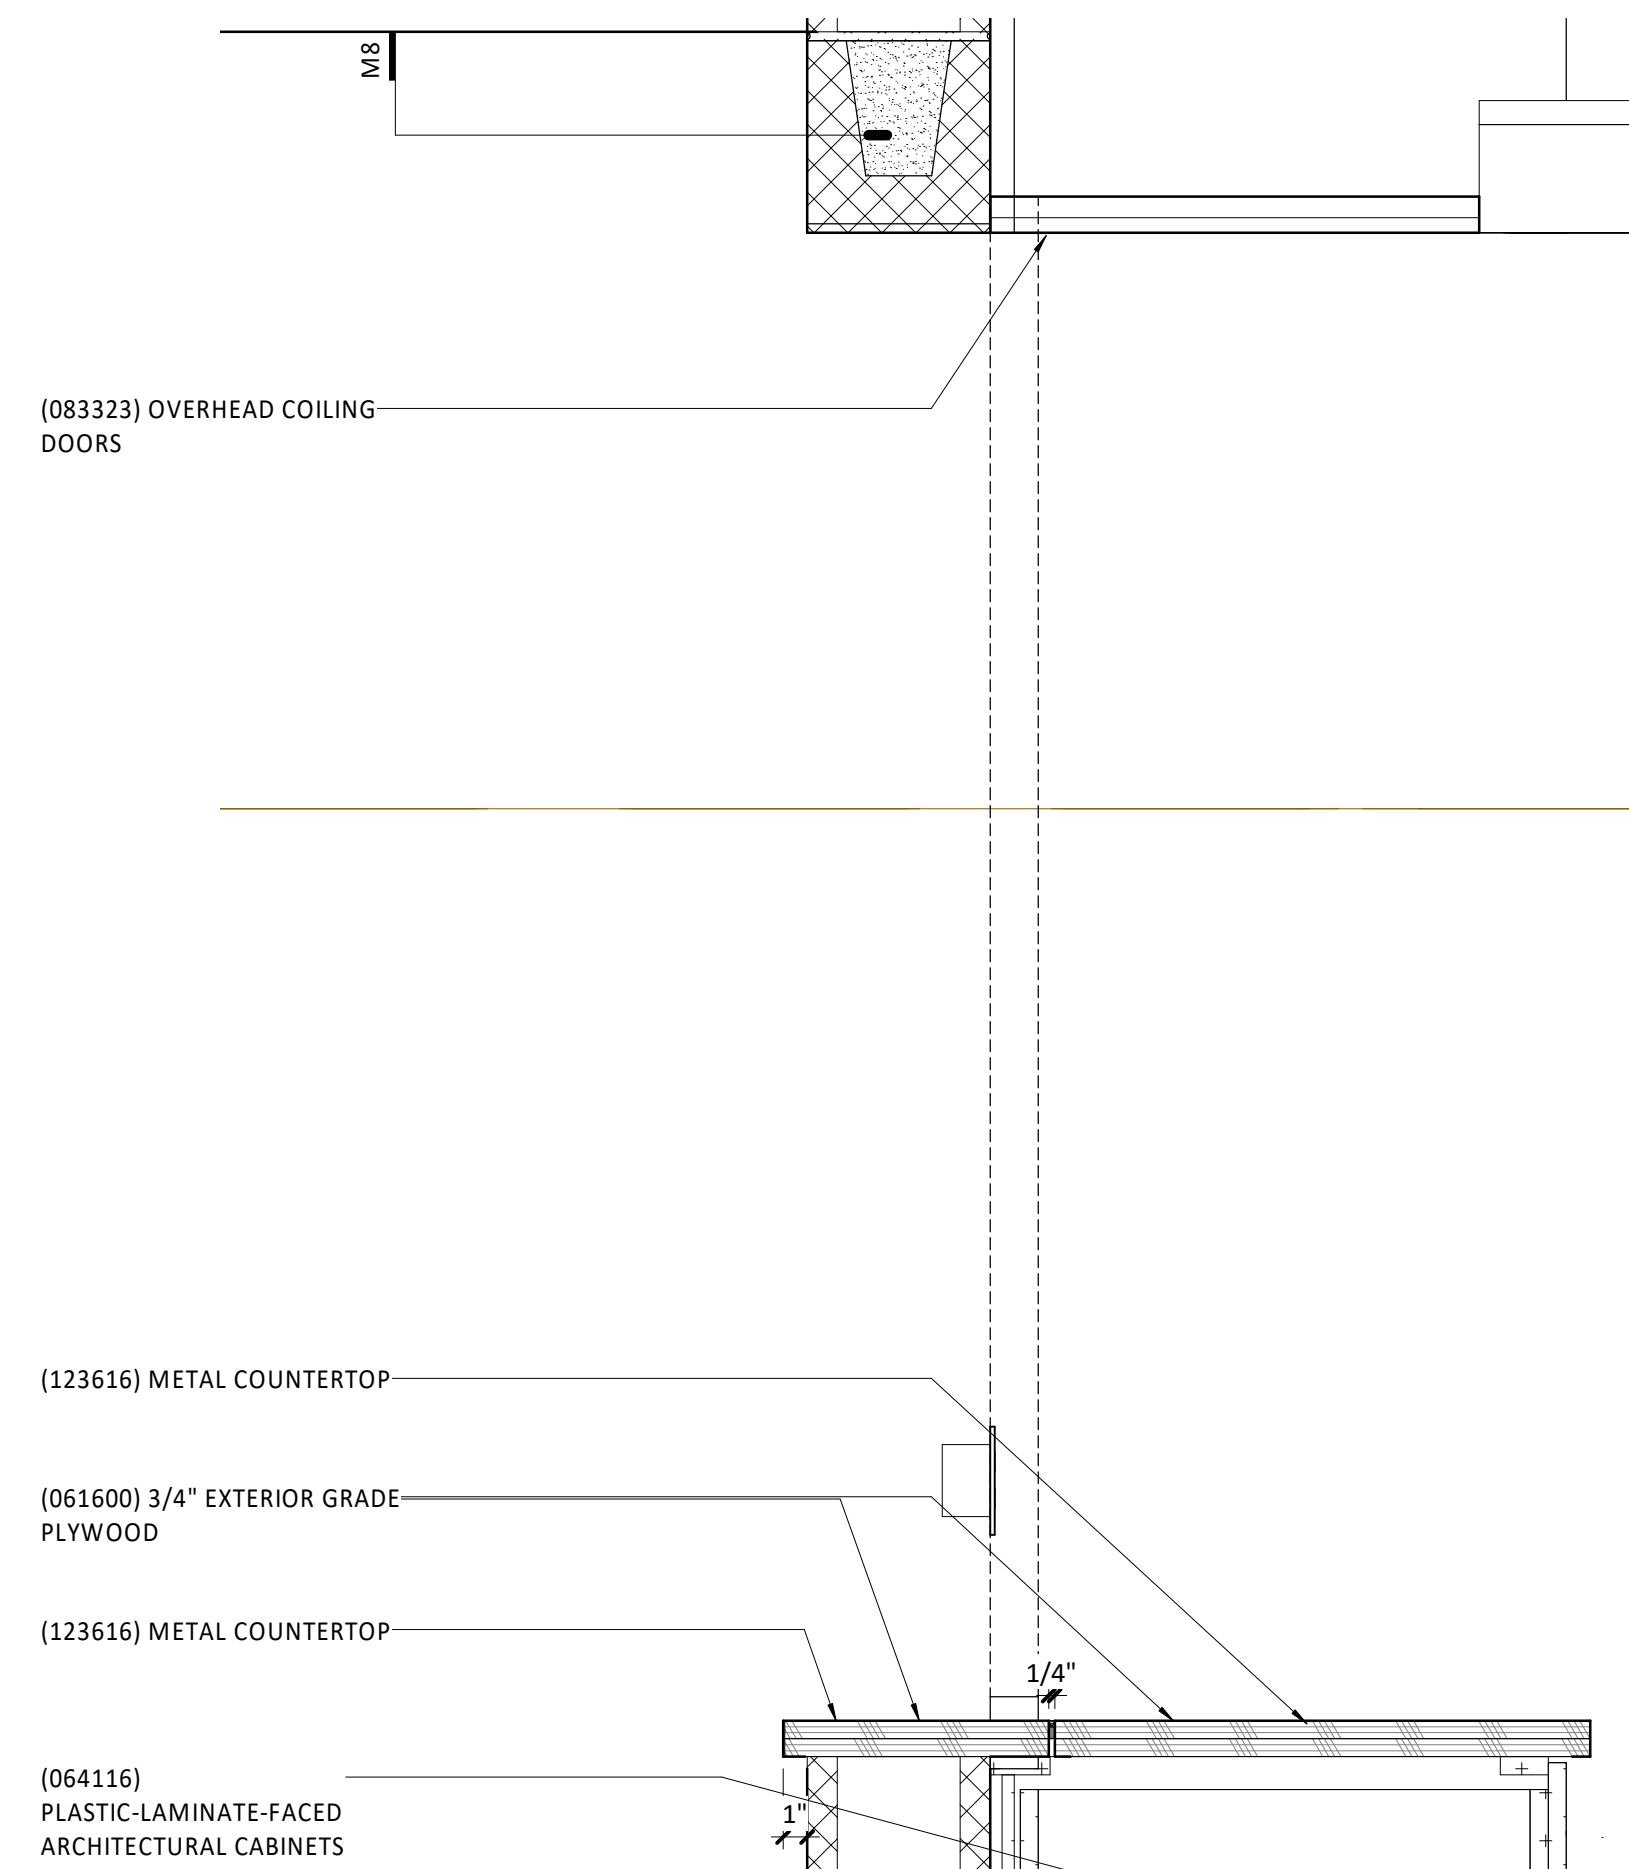 M8
(083323) OVERHEAD COILING
DOORS
(123616) METAL COUNTERTOP
(061600) 3/4" EXTERIOR GRADE
PLYWOOD
(123616) METAL COUNTERTOP
1/4"
(064116)
PLASTIC-LAMINATE-FACED
ARCHITECTURAL CABINETS
1"